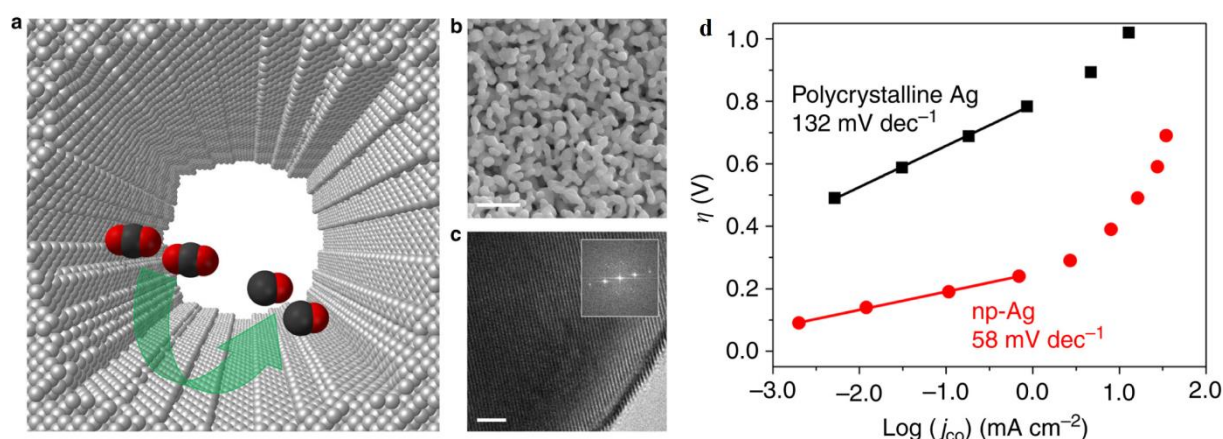 a
b
c
d
1.0
0.8
0.6
0.4
0.2
0.0
η (V)
Polycrystalline Ag
132 mV dec⁻¹
np-Ag
58 mV dec⁻¹
–3.0 –2.0 –1.0 0.0 1.0 2.0
Log (j_co) (mA cm⁻²)